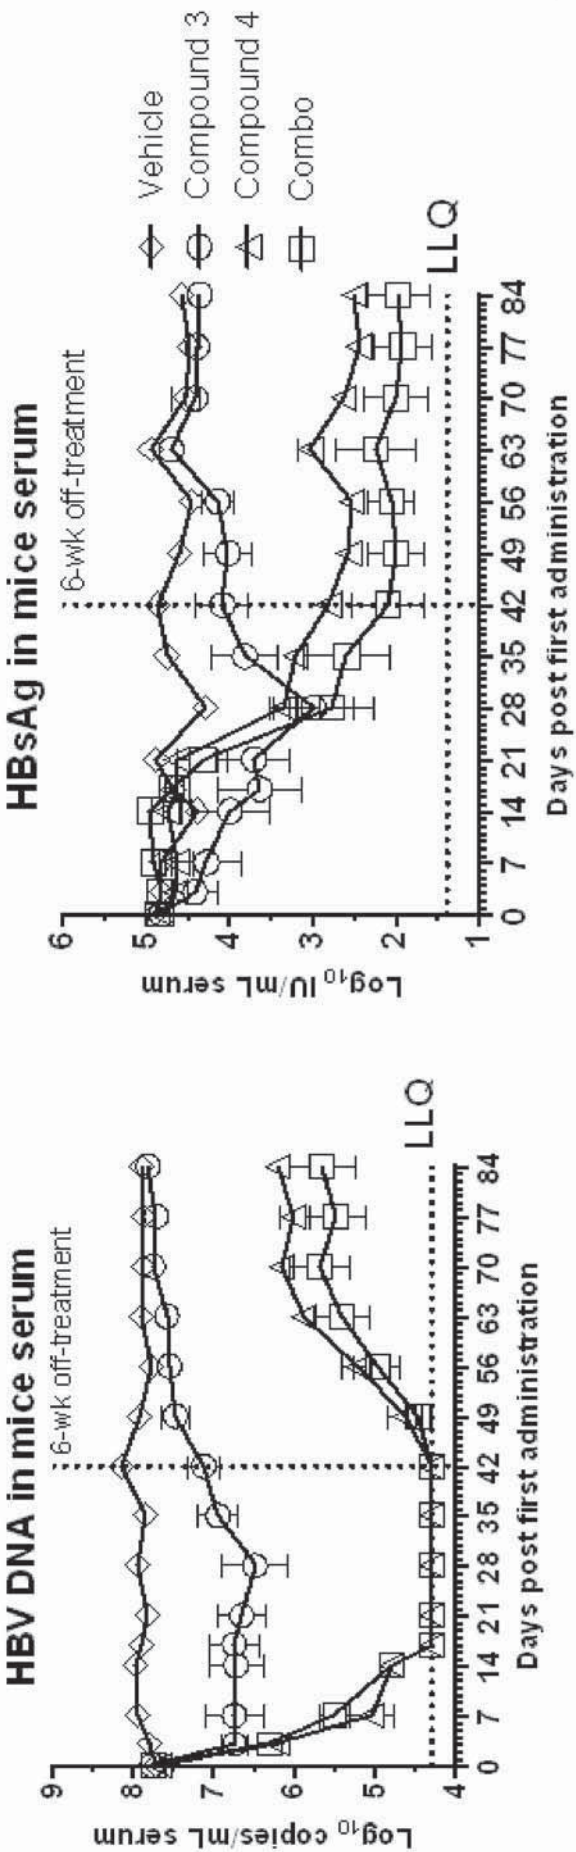 HBV DNA in mice serum
6-wk off-treatment
Log₁₀ copies/mL serum
9
8
7
6
5
4
LLQ
0 7 14 21 28 35 42 49 56 63 70 77 84
Days post first administration
HBsAg in mice serum
6-wk off-treatment
Log₁₀ IU/mL serum
6
5
4
3
2
1
LLQ
0 7 14 21 28 35 42 49 56 63 70 77 84
Days post first administration
Vehicle
Compound 3
Compound 4
Combo